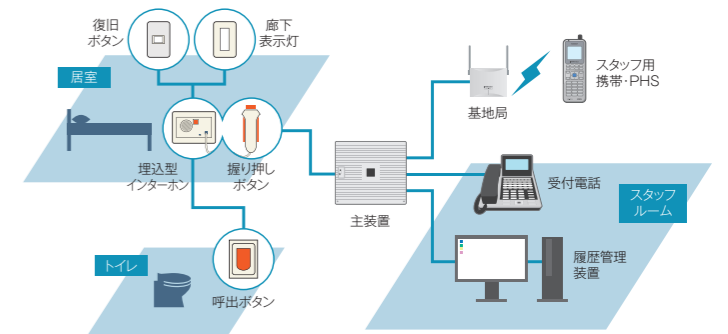 復旧
ボタン
廊下
表示灯
居室
埋込型
インターホン
握り押し
ボタン
トイレ
呼出ボタン
主装置
基地局
スタッフ用
携帯・PHS
受付電話
スタッフ
ルーム
履歴管理
装置